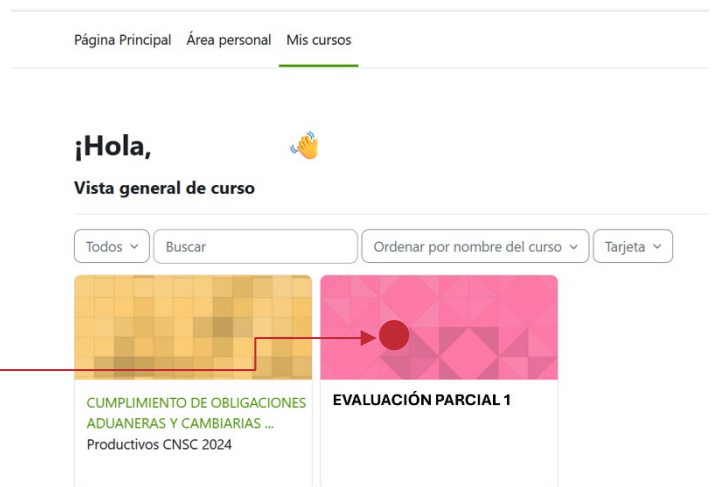 Página Principal Área personal Mis cursos
¡Hola,
Vista general de curso
Todos Buscar Ordenar por nombre del curso Tarjeta
CUMPLIMIENTO DE OBLIGACIONES
ADUANERAS Y CAMBIARIAS ...
Productivos CNSC 2024
EVALUACIÓN PARCIAL 1